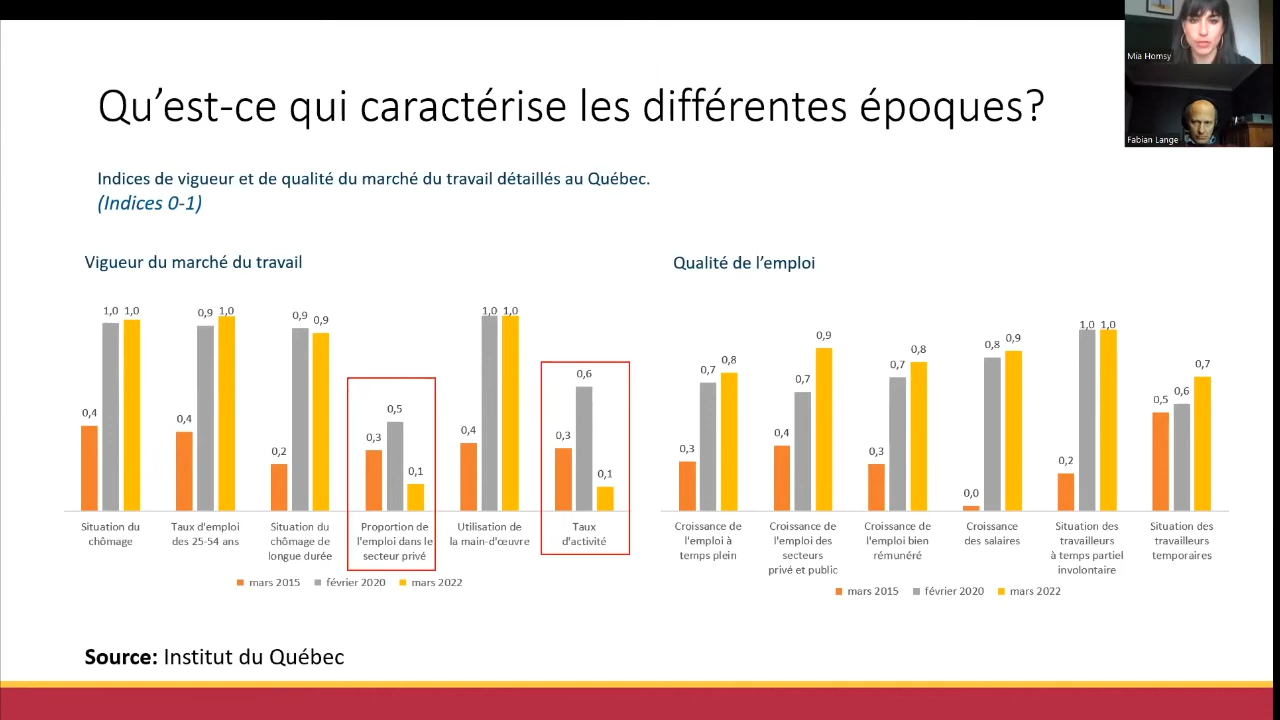 Mia Homsy
Fabian Lange
Qu’est-ce qui caractérise les différentes époques?
Indices de vigueur et de qualité du marché du travail détaillés au Québec.
(Indices 0-1)
Vigueur du marché du travail
1,0 1,0
0,9 1,0
0,9 0,9
1,0 1,0
0,4
0,4
0,2
0,3
0,5
0,1
0,4
0,3
0,6
0,1
Situation du
chômage
Taux d'emploi
des 25-54 ans
Situation du
chômage de
longue durée
Proportion de
l'emploi dans le
secteur privé
Utilisation de
la main-d'œuvre
Taux
d'activité
mars 2015 février 2020 mars 2022
Qualité de l’emploi
0,3
0,7
0,8
0,4
0,7
0,9
0,3
0,7
0,8
0,0
0,8
0,9
0,2
1,0 1,0
0,5
0,6
0,7
Croissance de
l'emploi à
temps plein
Croissance de
l'emploi des
secteurs
privé et public
Croissance de
l'emploi bien
rémunéré
Croissance
des salaires
Situation des
travailleurs
à temps partiel
involontaire
Situation des
travailleurs
temporaires
mars 2015 février 2020 mars 2022
Source: Institut du Québec